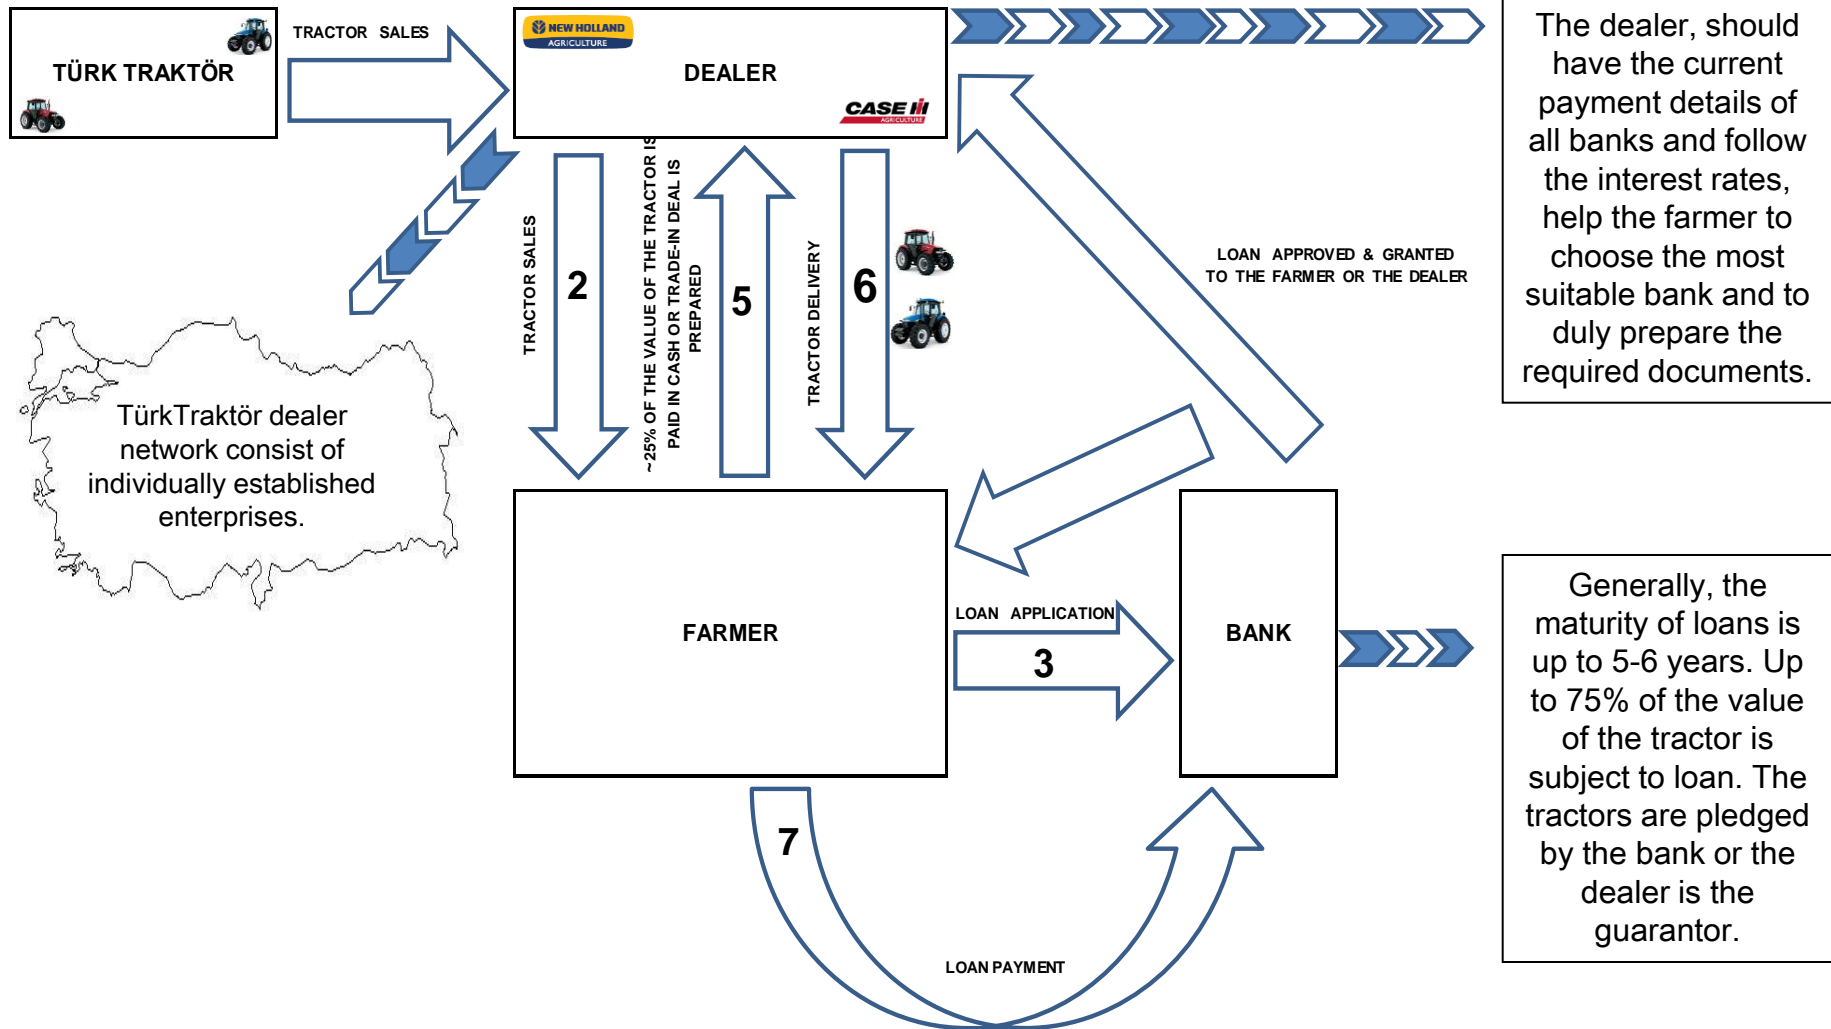 TÜRK TRAKTÖR
TRACTOR SALES
NEW HOLLAND
AGRICULTURE
DEALER
CASE IH
AGRICULTURE
The dealer, should
have the current
payment details of
all banks and follow
the interest rates,
help the farmer to
choose the most
suitable bank and to
duly prepare the
required documents.
TRACTOR SALES
2
~25% OF THE VALUE OF THE TRACTOR IS
PAID IN CASH OR TRADE-IN DEAL IS
PREPARED
5
TRACTOR DELIVERY
6
LOAN APPROVED & GRANTED
TO THE FARMER OR THE DEALER
TürkTraktör dealer
network consist of
individually established
enterprises.
FARMER
LOAN APPLICATION
3
BANK
Generally, the
maturity of loans is
up to 5-6 years. Up
to 75% of the value
of the tractor is
subject to loan. The
tractors are pledged
by the bank or the
dealer is the
guarantor.
7
LOAN PAYMENT